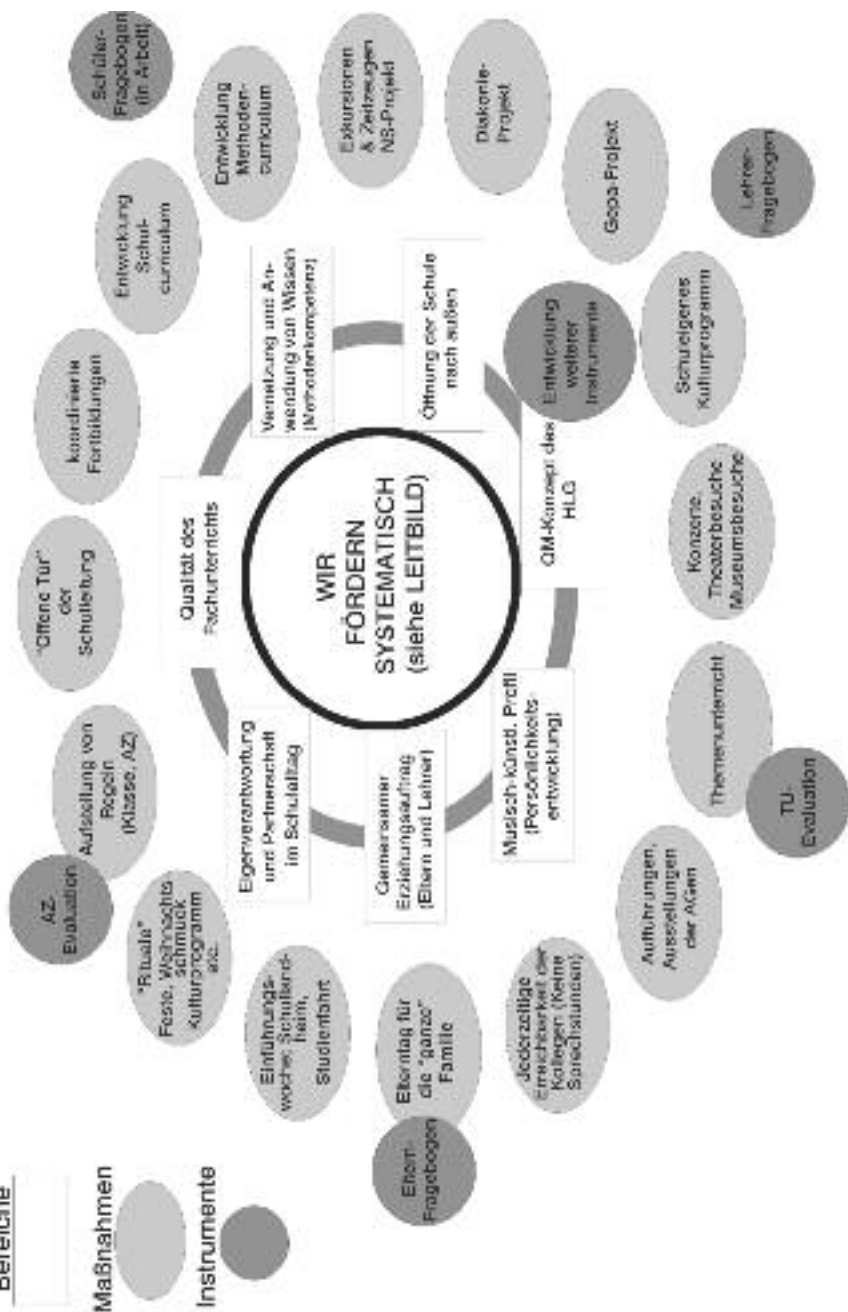 Bereiche
Maßnahmen
Instrumente
WIR
FÖRDERN
SYSTEMATISCH
(siehe LEITBILD)
Qualität des
Fachunterrichts
Vernetzung und An-
wendung von Wissen
(Methodenkompetenz)
Öffnung der Schule
nach außen
QM-Konzept des
HLG
Musisch-künstl. Profil
(Persönlichkeits-
entwicklung)
Gemeinsamer
Erziehungsauftrag
(Eltern und Lehrer)
Eigenverantwortung
und Partnerschaft
im Schulalltag
AZ-
Evaluation
Aufstellung von
Regeln
(Klasse, AZ)
"Offene Tür"
der
Schulleitung
koordinierte
Fortbildungen
Entwicklung
Schul-
curriculum
Schüler-
Fragebogen
(in Arbeit)
Entwicklung
Methoden-
curriculum
Exkursionen
& Zeitzeugen
NS-Projekt
Diakonie-
Projekt
Gopa-Projekt
Lehrer-
Fragebogen
Entwicklung
weiterer
Instrumente
Schuleigenes
Kulturprogramm
Konzerte,
Theaterbesuche
Museumsbesuche
Themenunterricht
TU-
Evaluation
Aufführungen,
Ausstellungen
der AGen
Jederzeitige
Erreichbarkeit der
Kollegen (Keine
Sprechstunden)
Elterntag für
die "ganze"
Familie
Eltern-
Fragebogen
Einführungs-
woche: Schulland-
heim,
Studienfahrt
"Rituale"
Feste, Weihnachts
schmuck
Kulturprogramm
etc.